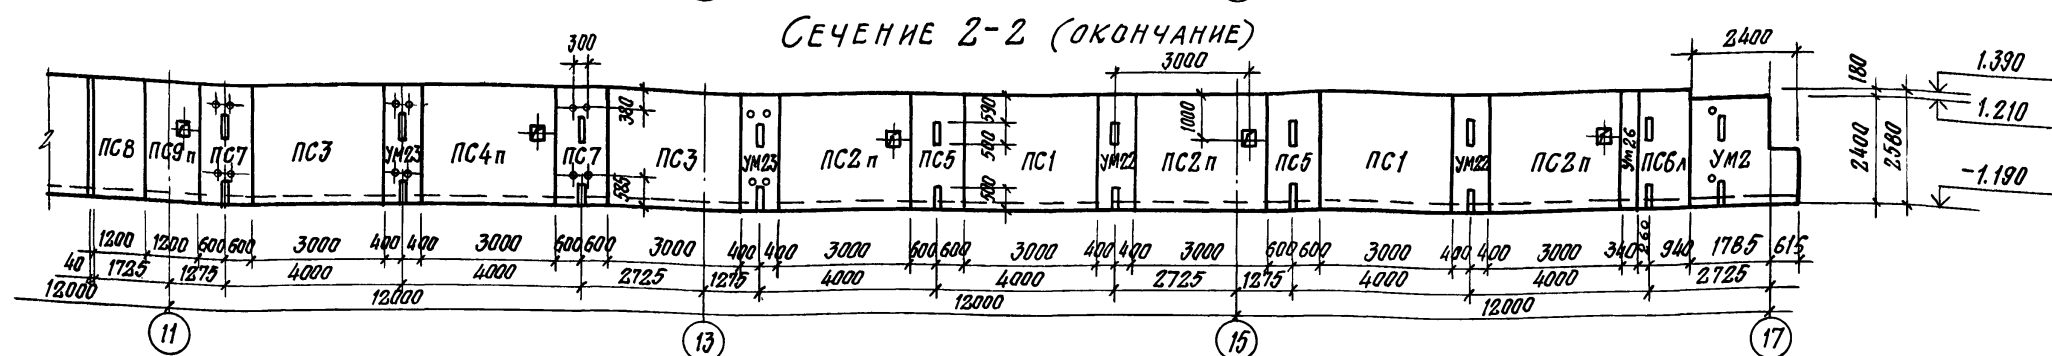 Сечение 2-2 (окончание)
300 3000 2400
380 590 500 500 1000 585 180 2400 2580
1.390
1.210
-1.190
ПС8 ПС9п ПС7 ПС3 УМ23 ПС4п ПС7 ПС3 УМ23 ПС2п ПС5 ПС1 УМ22 ПС2п ПС5 ПС1 УМ22 ПС2п УМ26 ПС6л УМ2
1200 1200 600 600 3000 400 400 3000 600 600 3000 400 400 3000 600 600 3000 400 400 3000 600 600 3000 400 400 3000 340 260 940 1785 615
40 1725 1275 4000 4000 2725 1275 4000 4000 2725 1275 4000 4000 2725
12000 12000 12000 12000
11 13 15 17